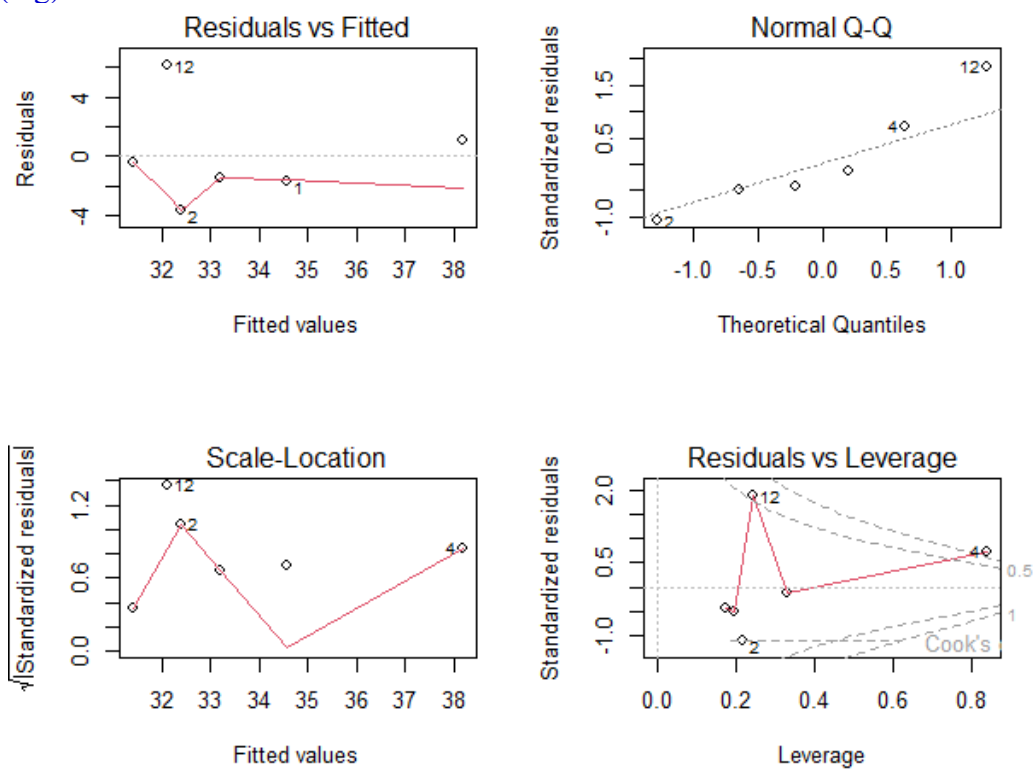 Residuals vs Fitted
Residuals
4
0
-4
12
2
1
32 33 34 35 36 37 38
Fitted values
Normal Q-Q
Standardized residuals
1.5
0.5
-1.0
12
4
2
-1.0 -0.5 0.0 0.5 1.0
Theoretical Quantiles
Scale-Location
√|Standardized residuals|
1.2
0.6
0.0
12
2
4
32 33 34 35 36 37 38
Fitted values
Residuals vs Leverage
Standardized residuals
2.0
0.5
-1.0
12
4
2
0.5
1
Cook's
0.0 0.2 0.4 0.6 0.8
Leverage